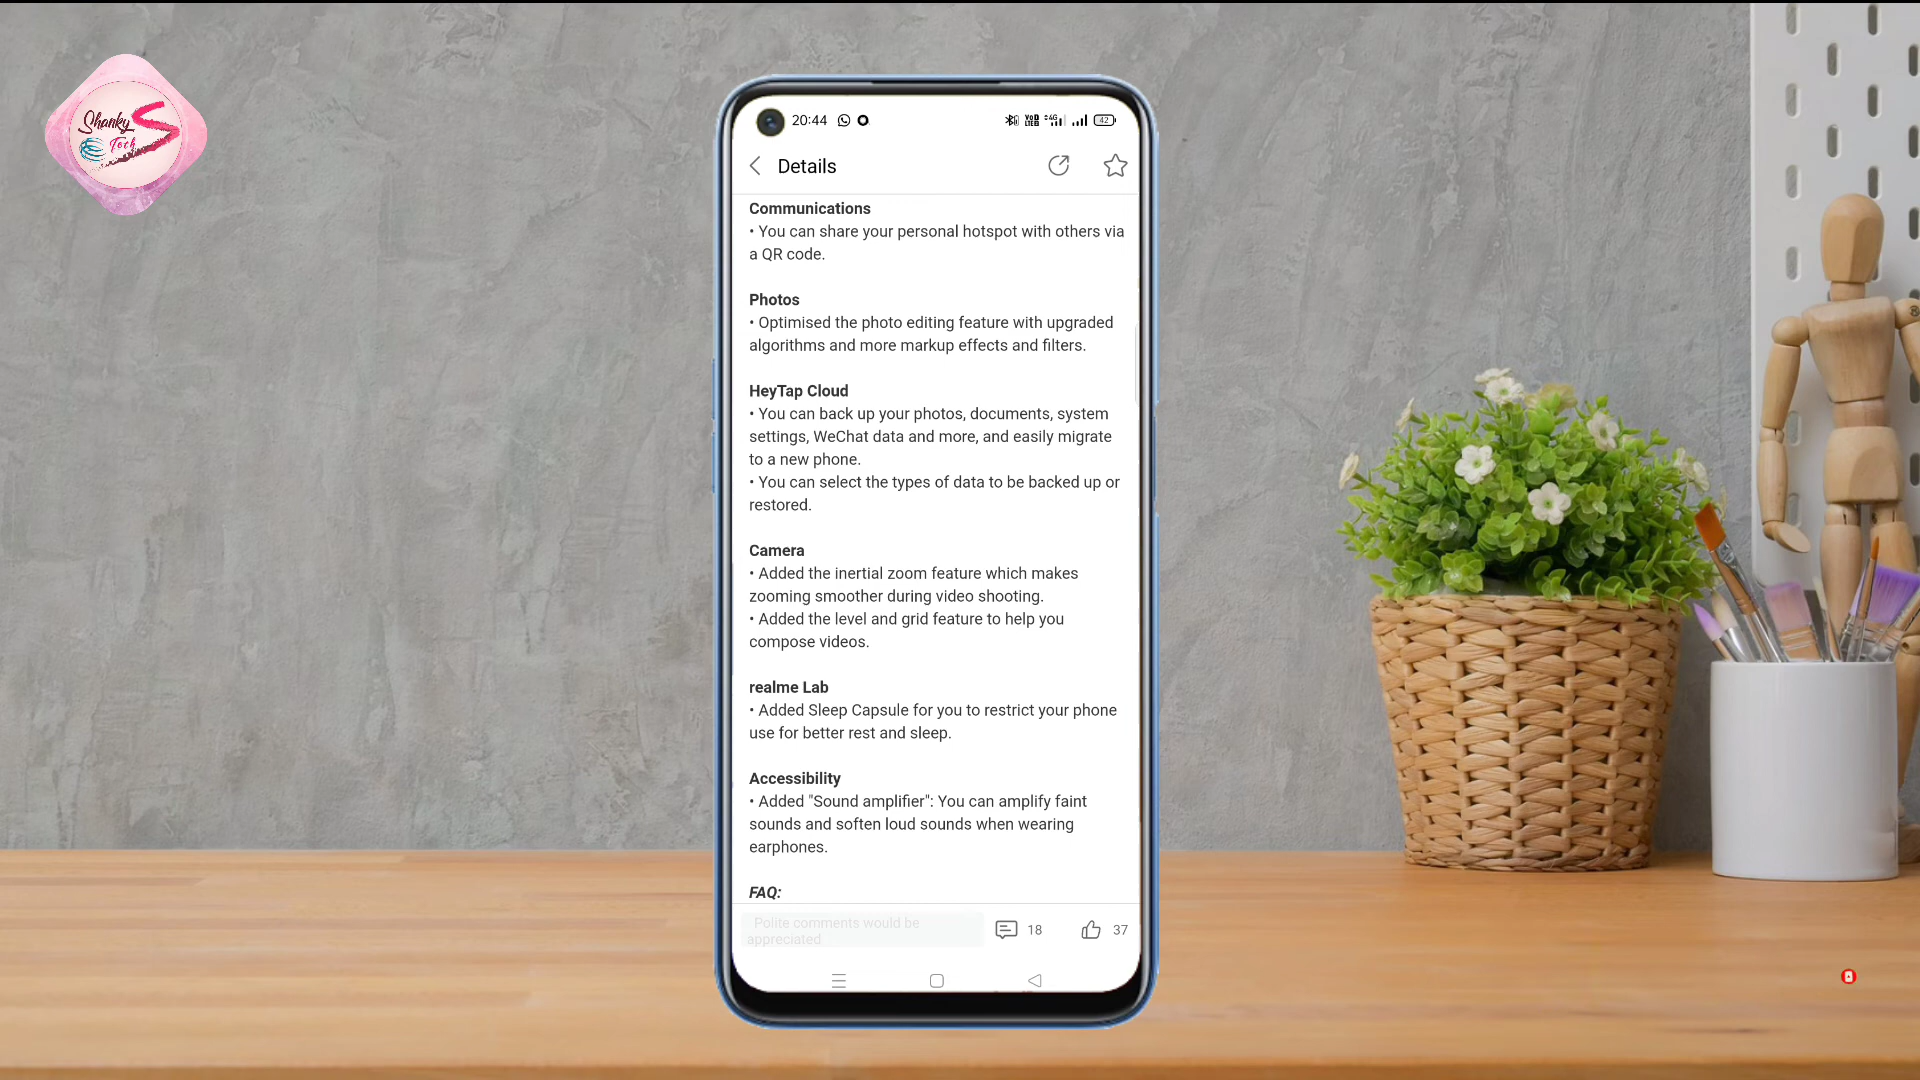 Shanky
Tech
20:44
42
Details
Communications
• You can share your personal hotspot with others via
a QR code.
Photos
• Optimised the photo editing feature with upgraded
algorithms and more markup effects and filters.
HeyTap Cloud
• You can back up your photos, documents, system
settings, WeChat data and more, and easily migrate
to a new phone.
• You can select the types of data to be backed up or
restored.
Camera
• Added the inertial zoom feature which makes
zooming smoother during video shooting.
• Added the level and grid feature to help you
compose videos.
realme Lab
• Added Sleep Capsule for you to restrict your phone
use for better rest and sleep.
Accessibility
• Added "Sound amplifier": You can amplify faint
sounds and soften loud sounds when wearing
earphones.
FAQ:
Polite comments would be
appreciated
18
37